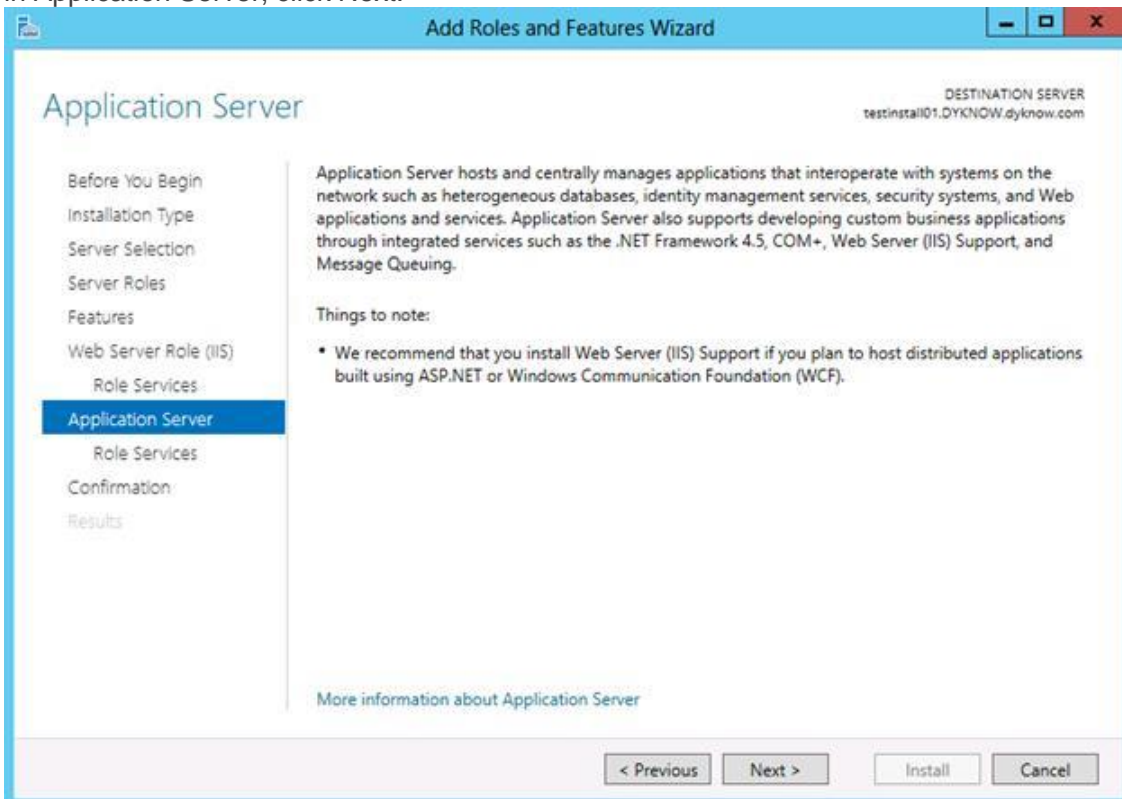 in Application Server, click Next.
Add Roles and Features Wizard
Application Server
DESTINATION SERVER
testinstall01.DYKNOW.dyknow.com
Before You Begin
Installation Type
Server Selection
Server Roles
Features
Web Server Role (IIS)
Role Services
Application Server
Role Services
Confirmation
Results
Application Server hosts and centrally manages applications that interoperate with systems on the
network such as heterogeneous databases, identity management services, security systems, and Web
applications and services. Application Server also supports developing custom business applications
through integrated services such as the .NET Framework 4.5, COM+, Web Server (IIS) Support, and
Message Queuing.
Things to note:
• We recommend that you install Web Server (IIS) Support if you plan to host distributed applications
built using ASP.NET or Windows Communication Foundation (WCF).
More information about Application Server
< Previous
Next >
Install
Cancel